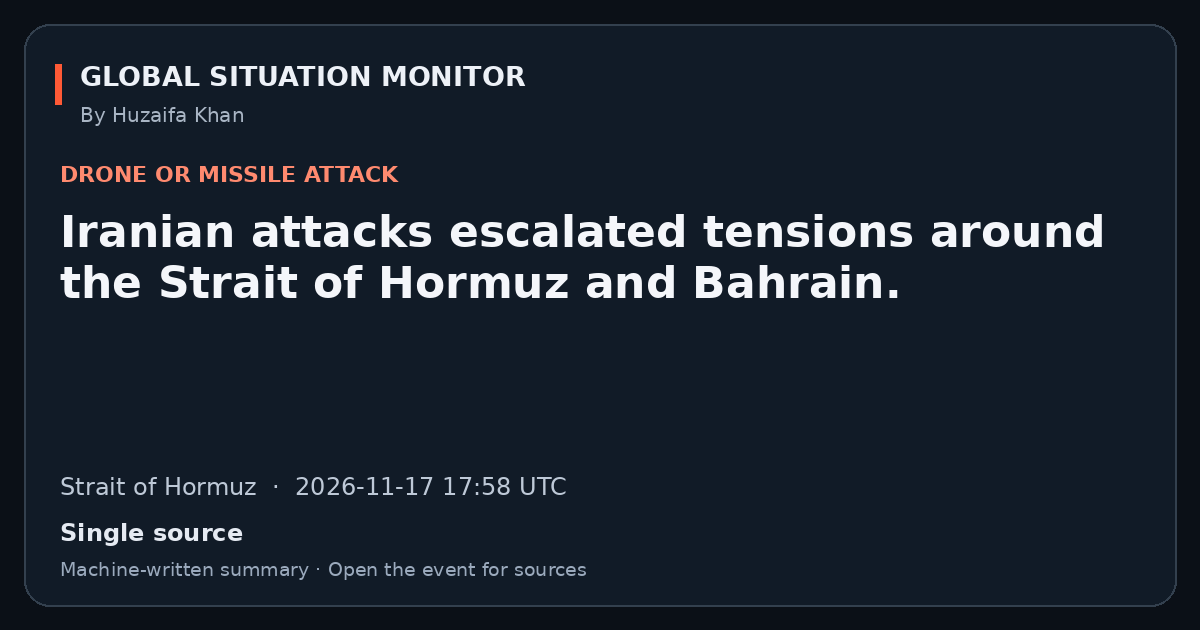 GLOBAL SITUATION MONITOR
By Huzaifa Khan
DRONE OR MISSILE ATTACK
Iranian attacks escalated tensions around
the Strait of Hormuz and Bahrain.
Strait of Hormuz · 2026-11-17 17:58 UTC
Single source
Machine-written summary · Open the event for sources